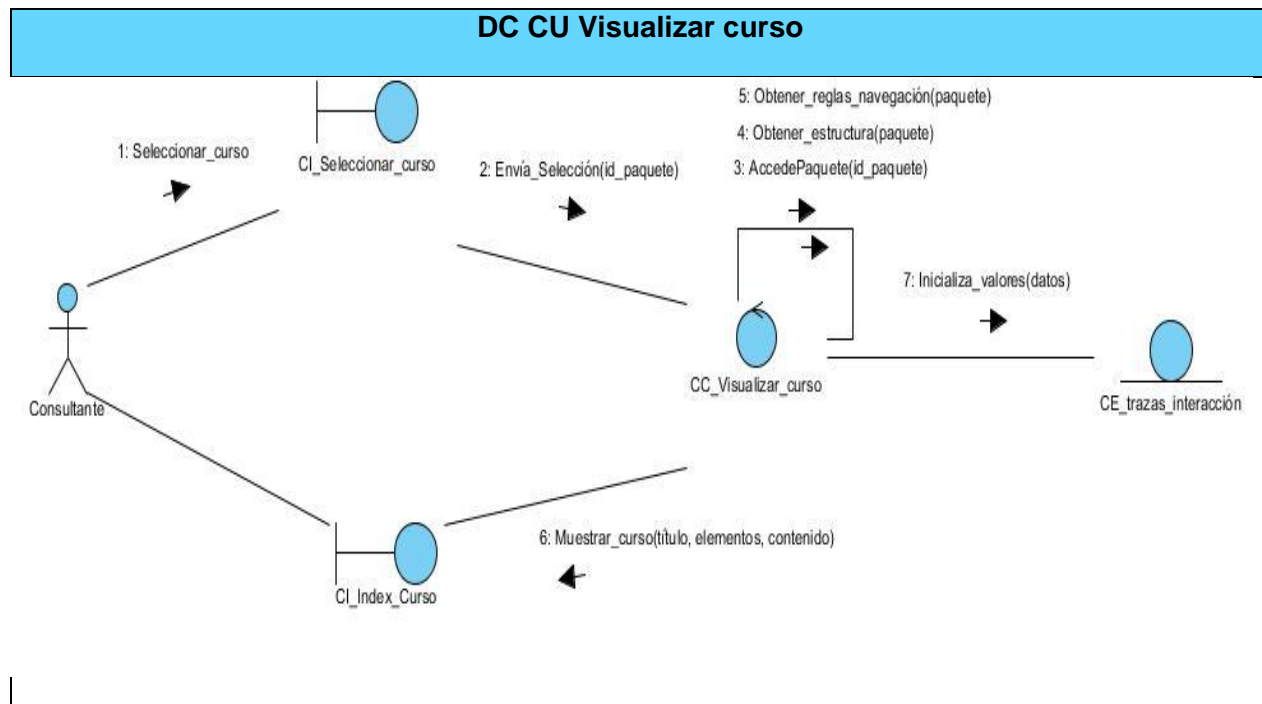 DC CU Visualizar curso
5: Obtener_reglas_navegación(paquete)
4: Obtener_estructura(paquete)
3: AccedePaquete(id_paquete)
1: Seleccionar_curso
CI_Seleccionar_curso
2: Envía_Selección(id_paquete)
7: Inicializa_valores(datos)
CC_Visualizar_curso
Consultante
CE_trazas_interacción
6: Muestrar_curso(título, elementos, contenido)
CI_Index_Curso